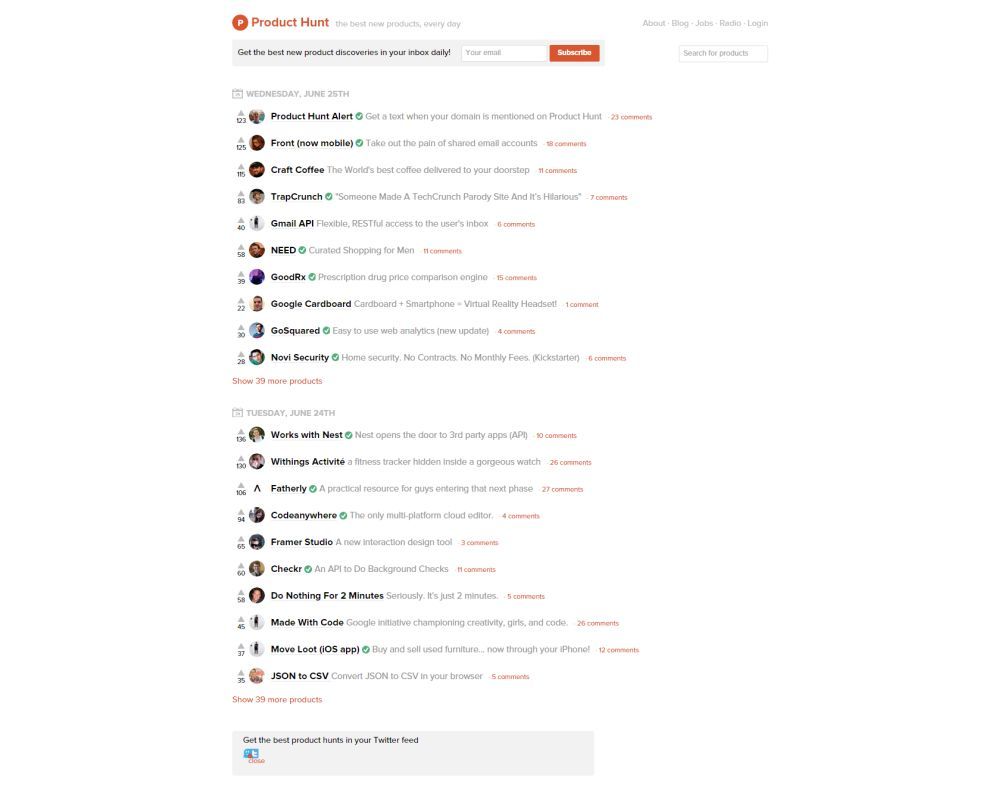 P Product Hunt the best new products, every day
About · Blog · Jobs · Radio · Login
Get the best new product discoveries in your inbox daily! Your email Subscribe
Search for products
WEDNESDAY, JUNE 25TH
123 Product Hunt Alert Get a text when your domain is mentioned on Product Hunt · 23 comments
125 Front (now mobile) Take out the pain of shared email accounts · 18 comments
115 Craft Coffee The World's best coffee delivered to your doorstep · 11 comments
83 TrapCrunch "Someone Made A TechCrunch Parody Site And It's Hilarious" · 7 comments
40 Gmail API Flexible, RESTful access to the user's inbox · 6 comments
58 NEED Curated Shopping for Men · 11 comments
39 GoodRx Prescription drug price comparison engine · 15 comments
22 Google Cardboard Cardboard + Smartphone = Virtual Reality Headset! · 1 comment
30 GoSquared Easy to use web analytics (new update) · 4 comments
28 Novi Security Home security. No Contracts. No Monthly Fees. (Kickstarter) · 6 comments
Show 39 more products
TUESDAY, JUNE 24TH
136 Works with Nest Nest opens the door to 3rd party apps (API) · 10 comments
130 Withings Activité a fitness tracker hidden inside a gorgeous watch · 26 comments
106 Fatherly A practical resource for guys entering that next phase · 27 comments
94 Codeanywhere The only multi-platform cloud editor. · 4 comments
65 Framer Studio A new interaction design tool · 3 comments
60 Checkr An API to Do Background Checks · 11 comments
58 Do Nothing For 2 Minutes Seriously. It's just 2 minutes. · 5 comments
45 Made With Code Google initiative championing creativity, girls, and code. · 26 comments
37 Move Loot (iOS app) Buy and sell used furniture... now through your iPhone! · 12 comments
35 JSON to CSV Convert JSON to CSV in your browser · 5 comments
Show 39 more products
Get the best product hunts in your Twitter feed
close